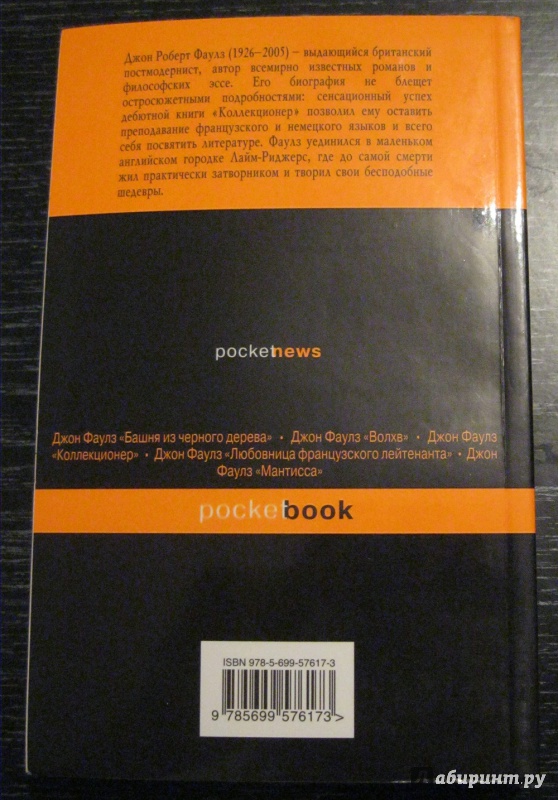 Джон Роберт Фаулз (1926–2005) – выдающийся британский
постмодернист, автор всемирно известных романов и
философских эссе. Его биография не блещет
остросюжетными подробностями: сенсационный успех
дебютной книги «Коллекционер» позволил ему оставить
преподавание французского и немецкого языков и всего
себя посвятить литературе. Фаулз уединился в маленьком
английском городке Лайм-Риджерс, где до самой смерти
жил практически затворником и творил свои бесподобные
шедевры.
pocketnews
Джон Фаулз «Башня из черного дерева» • Джон Фаулз «Волхв» • Джон Фаулз
«Коллекционер» • Джон Фаулз «Любовница французского лейтенанта» • Джон
Фаулз «Мантисса»
pocketbook
ISBN 978-5-699-57617-3
9 785699 576173>
Лабиринт.ру